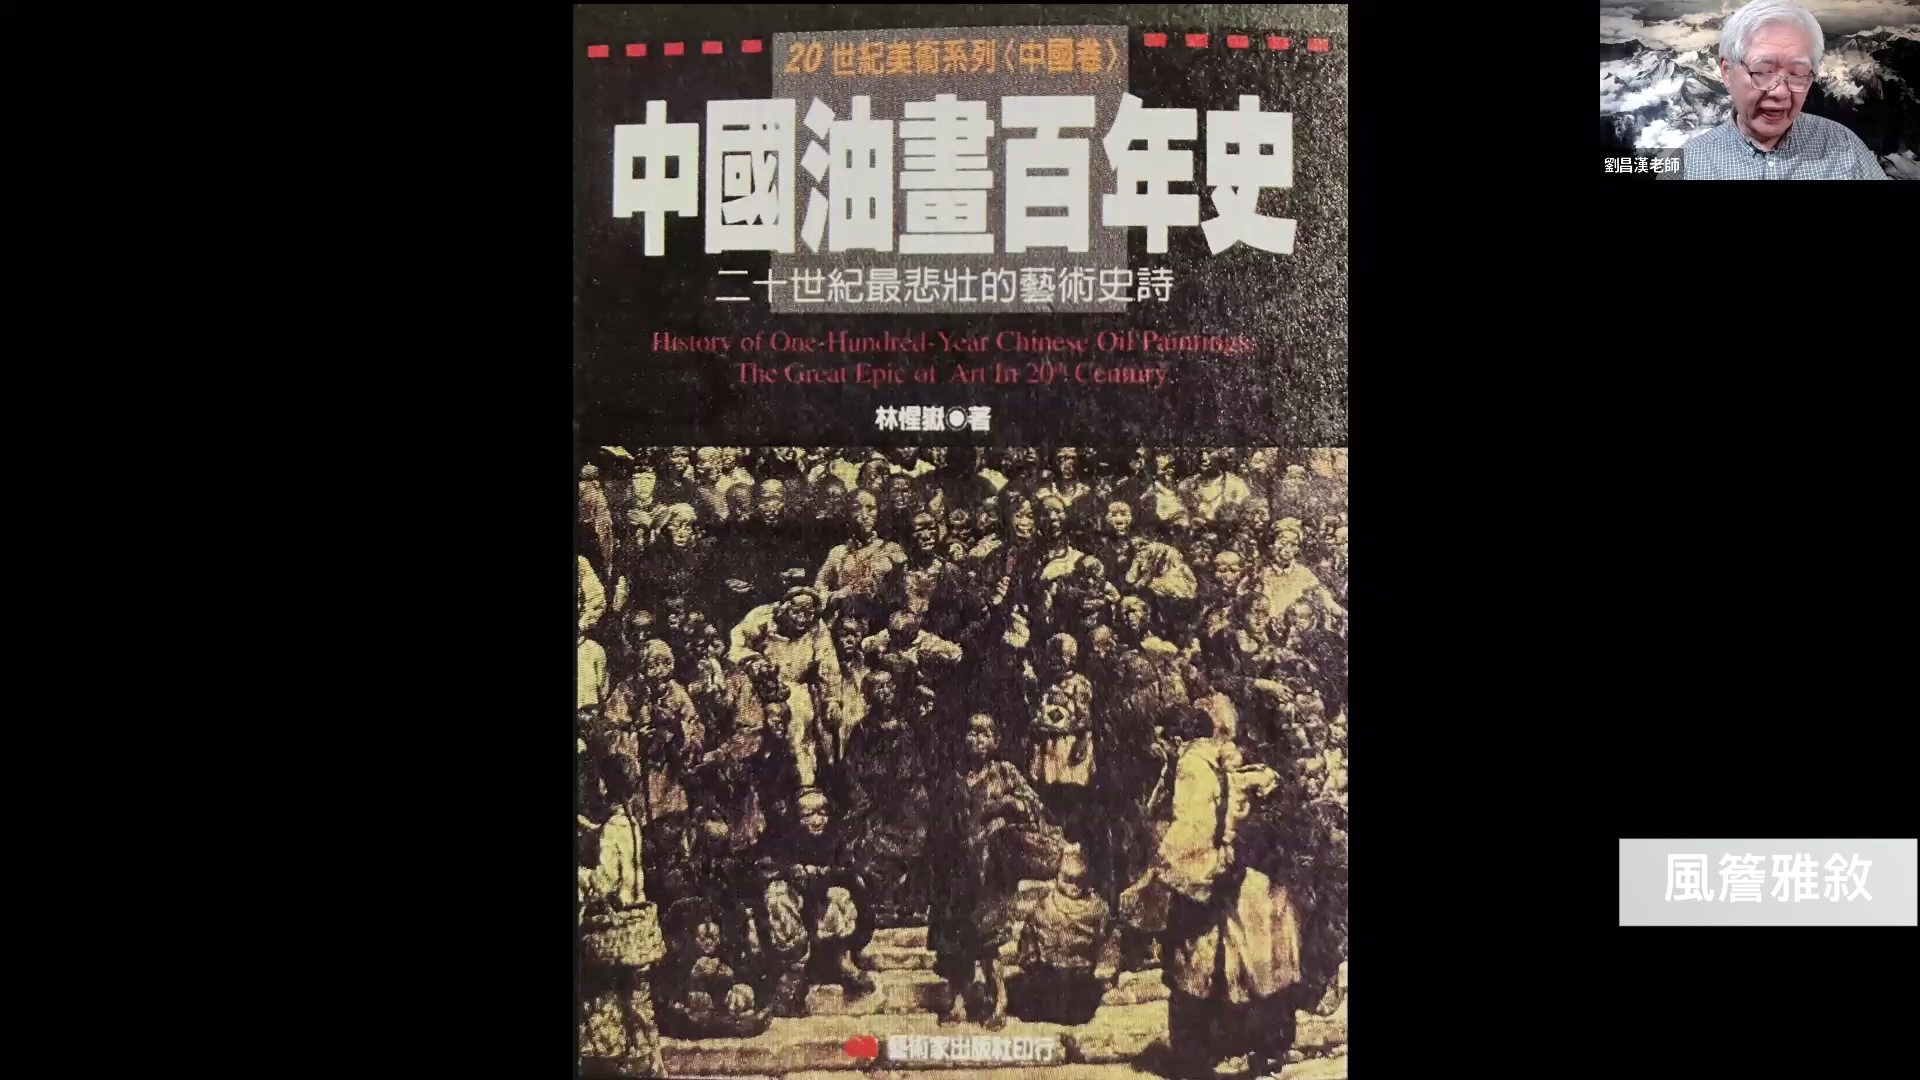 20世紀美術系列〈中國卷〉
中國油畫百年史
二十世紀最悲壯的藝術史詩
History of One-Hundred-Year Chinese Oil Paintings:
The Great Epic of Art In 20th Century
林惺嶽◉著
藝術家出版社印行
劉昌漢老師
風簷雅敘